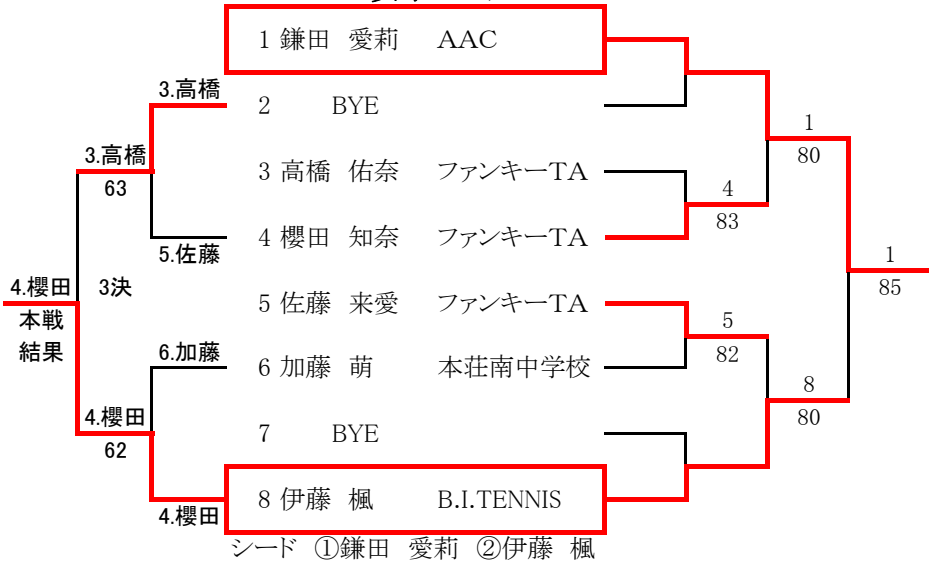 1 鎌田 愛莉 AAC
3.高橋
2 BYE
1
80
3.高橋
63
3 高橋 佑奈 ファンキーTA
4
83
5.佐藤
4 櫻田 知奈 ファンキーTA
1
85
4.櫻田 3決
本戦
結果
5 佐藤 来愛 ファンキーTA
5
82
6.加藤
6 加藤 萌 本荘南中学校
8
80
4.櫻田
62
7 BYE
4.櫻田
8 伊藤 楓 B.I.TENNIS
シード ①鎌田 愛莉 ②伊藤 楓